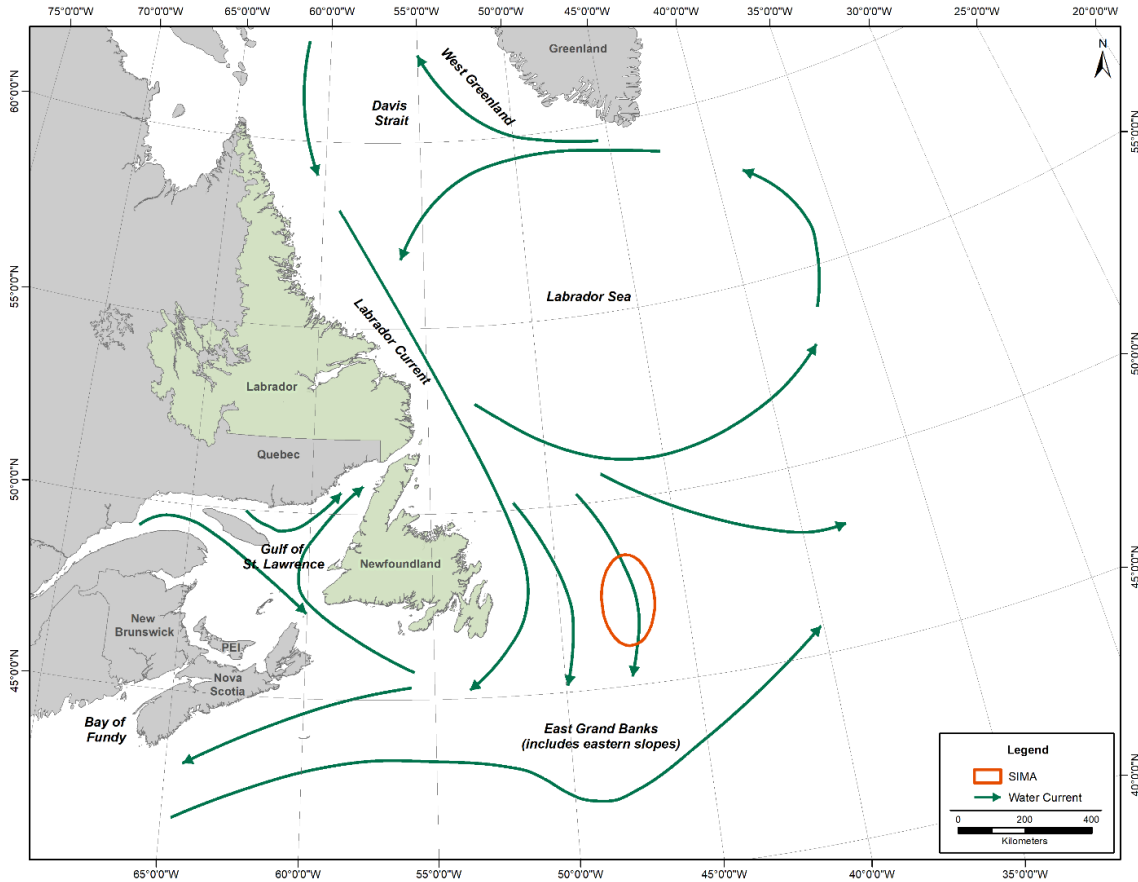 75°0'0"W
70°0'0"W
65°0'0"W
60°0'0"W
55°0'0"W
50°0'0"W
45°0'0"W
40°0'0"W
35°0'0"W
30°0'0"W
20°0'0"W
N
Greenland
West Greenland
Davis
Strait
60°0'0"N
55°0'0"N
55°0'0"N
Labrador Sea
Labrador Current
50°0'0"N
Labrador
Quebec
50°0'0"N
Gulf of
St. Lawrence
Newfoundland
45°0'0"N
New
Brunswick
PEI
Nova
Scotia
45°0'0"N
Bay of
Fundy
East Grand Banks
(includes eastern slopes)
40°0'0"N
Legend
SIMA
Water Current
0 200 400
Kilometers
65°0'0"W
60°0'0"W
55°0'0"W
50°0'0"W
45°0'0"W
40°0'0"W
35°0'0"W